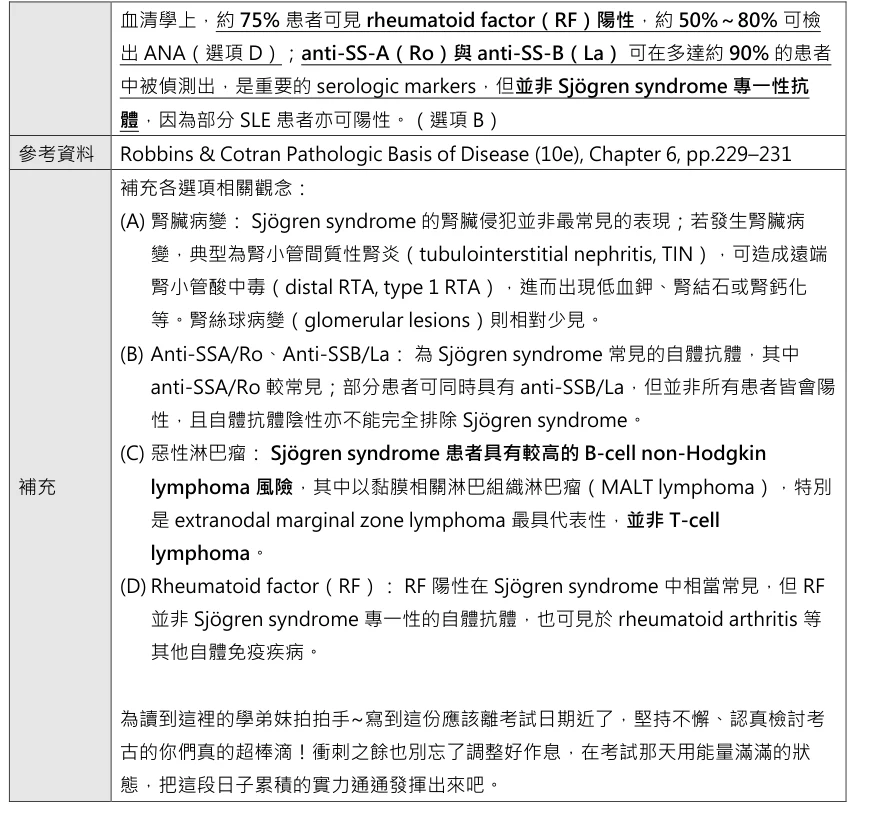 血清學上，約 75% 患者可見 rheumatoid factor（RF）陽性，約 50%～80% 可檢
出 ANA（選項 D）；anti-SS-A（Ro）與 anti-SS-B（La） 可在多達約 90% 的患者
中被偵測出，是重要的 serologic markers，但並非 Sjögren syndrome 專一性抗
體，因為部分 SLE 患者亦可陽性。（選項 B）
參考資料
Robbins & Cotran Pathologic Basis of Disease (10e), Chapter 6, pp.229–231
補充
補充各選項相關觀念：
(A) 腎臟病變： Sjögren syndrome 的腎臟侵犯並非最常見的表現；若發生腎臟病
變，典型為腎小管間質性腎炎（tubulointerstitial nephritis, TIN），可造成遠端
腎小管酸中毒（distal RTA, type 1 RTA），進而出現低血鉀、腎結石或腎鈣化
等。腎絲球病變（glomerular lesions）則相對少見。
(B) Anti-SSA/Ro、Anti-SSB/La： 為 Sjögren syndrome 常見的自體抗體，其中
anti-SSA/Ro 較常見；部分患者可同時具有 anti-SSB/La，但並非所有患者皆會陽
性，且自體抗體陰性亦不能完全排除 Sjögren syndrome。
(C) 惡性淋巴瘤： Sjögren syndrome 患者具有較高的 B-cell non-Hodgkin
lymphoma 風險，其中以黏膜相關淋巴組織淋巴瘤（MALT lymphoma），特別
是 extranodal marginal zone lymphoma 最具代表性，並非 T-cell
lymphoma。
(D) Rheumatoid factor（RF）： RF 陽性在 Sjögren syndrome 中相當常見，但 RF
並非 Sjögren syndrome 專一性的自體抗體，也可見於 rheumatoid arthritis 等
其他自體免疫疾病。
為讀到這裡的學弟妹拍拍手~寫到這份應該離考試日期近了，堅持不懈、認真檢討考
古的你們真的超棒滴！衝刺之餘也別忘了調整好作息，在考試那天用能量滿滿的狀
態，把這段日子累積的實力通通發揮出來吧。